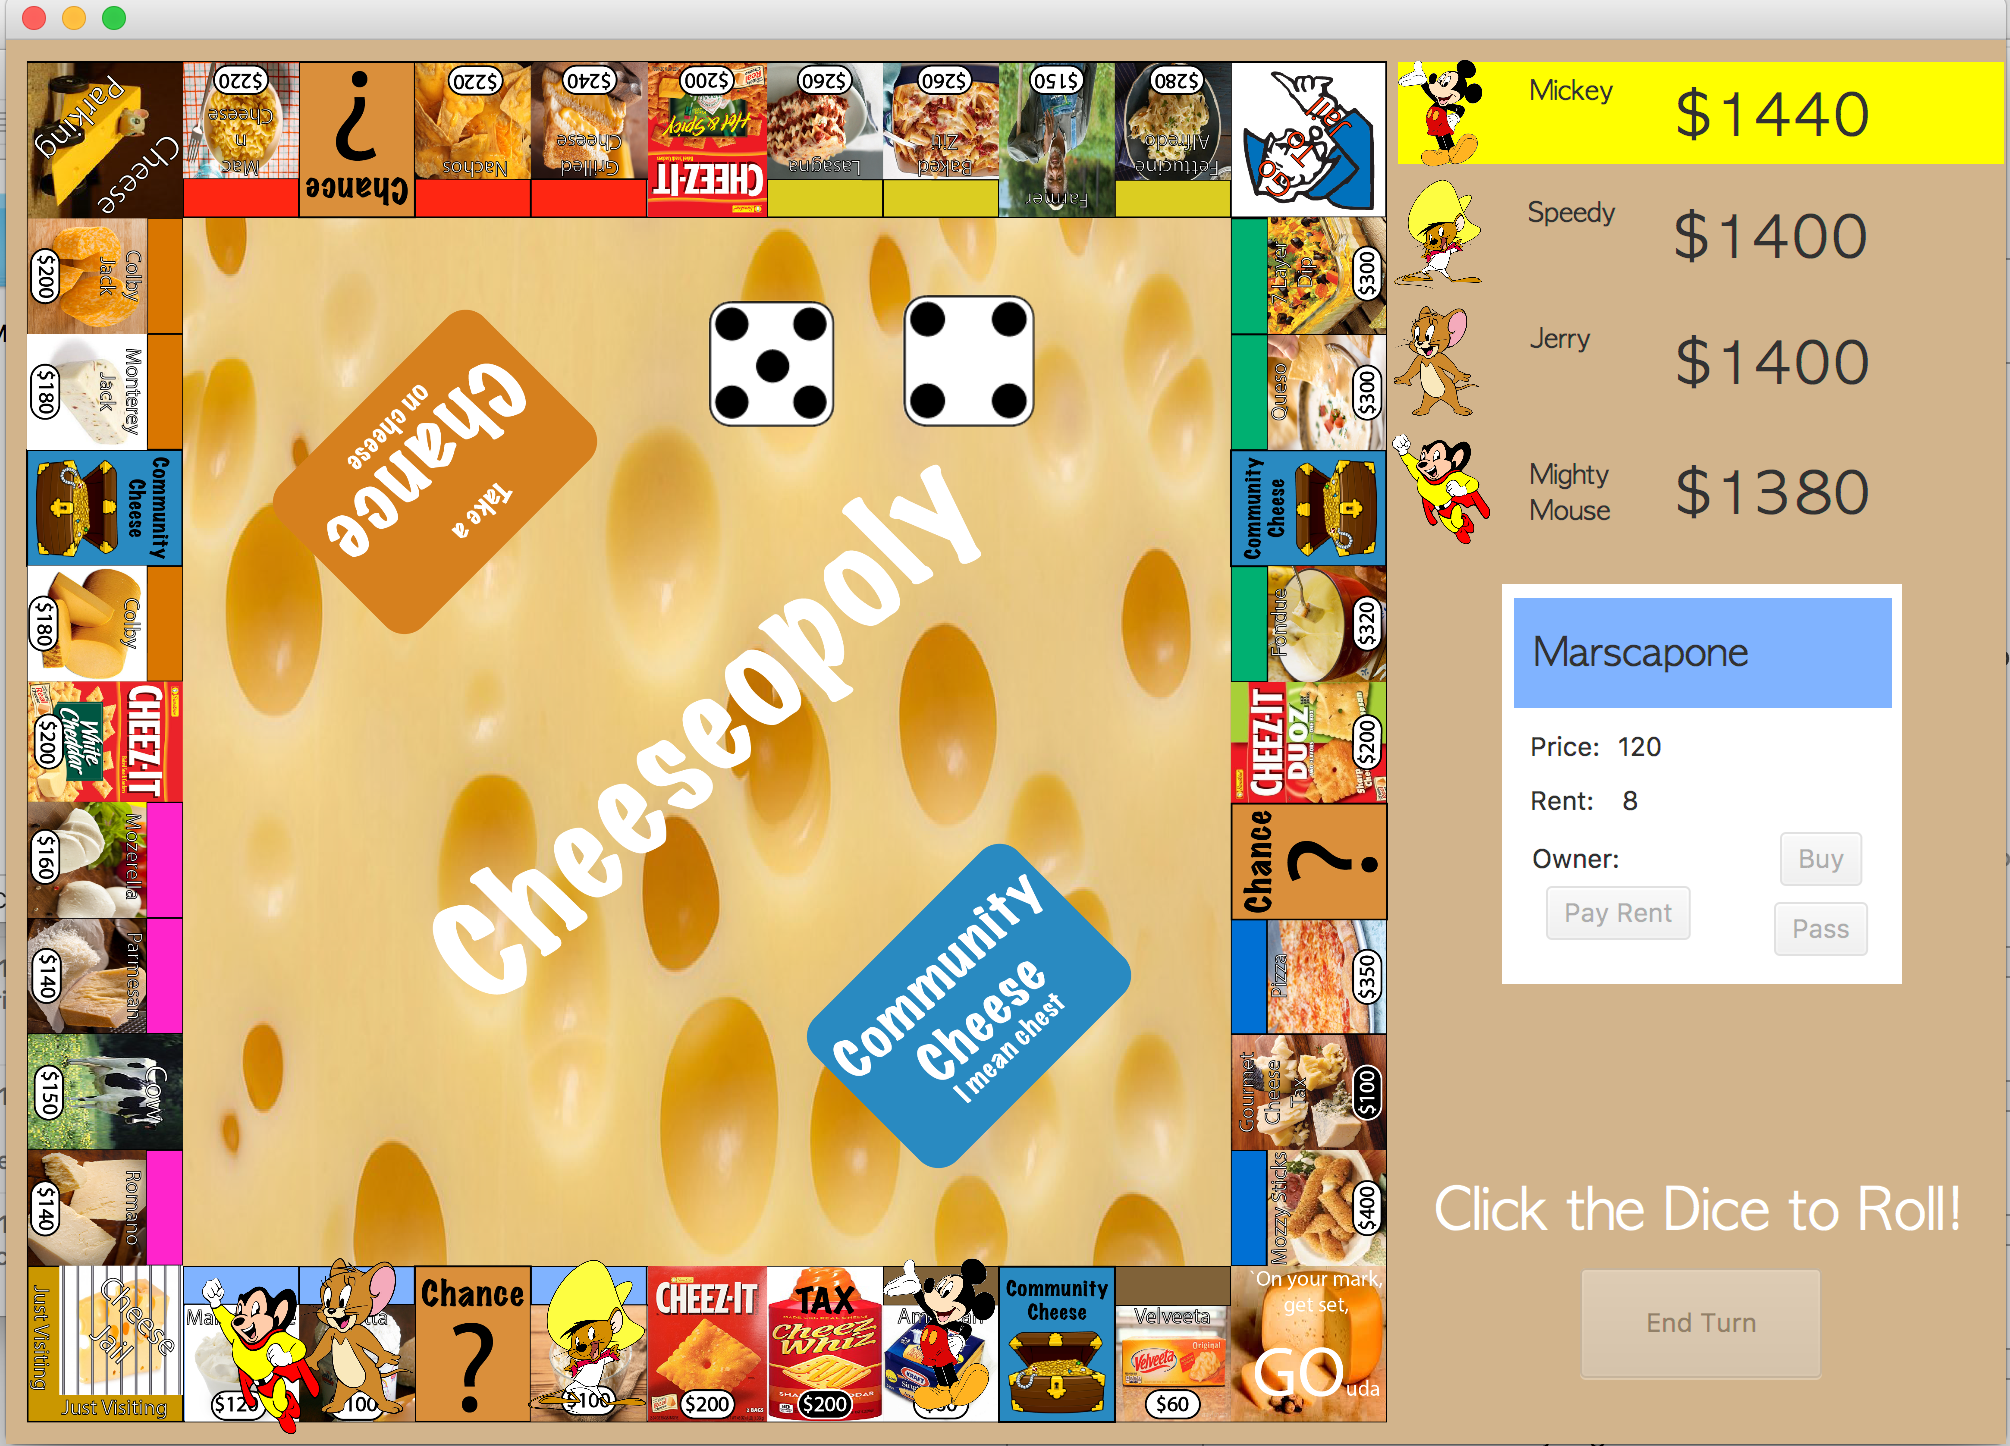 Cheese
Parking
$220
Mac
n
Cheese
?
Chance
$220
Nachos
$240
Grilled
Cheese
$200
Hot & Spicy
CHEEZ-IT
$260
Lasagna
$260
Baked
Ziti
$150
Farmer
$280
Fettucine
Alfredo
Go
To
Jail
Mickey
$1440
Speedy
$1400
Jerry
$1400
Mighty
Mouse
$1380
Colby
Jack
$200
Monterey
Jack
$180
Community
Cheese
Colby
$180
CHEEZ-IT
White
Cheddar
$200
Mozerella
$160
Parmesan
$140
Cow
$150
Romano
$140
Take a
Chance
on cheese
Cheeseopoly
Community
Cheese
I mean chest
7 Layer
Dip
$300
Queso
$300
Community
Cheese
Fondue
$320
CHEEZ-IT
DUOZ
$200
Chance
?
Pizza
$350
Gourmet
Cheese
Tax
$100
Mozzy Sticks
$400
Marscapone
Price: 120
Rent: 8
Owner:
Buy
Pay Rent
Pass
Click the Dice to Roll!
End Turn
Just Visiting
Cheese
Jail
Just Visiting
Chance
?
$100
CHEEZ-IT
$200
TAX
Cheez
Whiz
$200
Community
Cheese
Velveeta
Velveeta
Original
$60
`On your mark,
get set,
GOuda